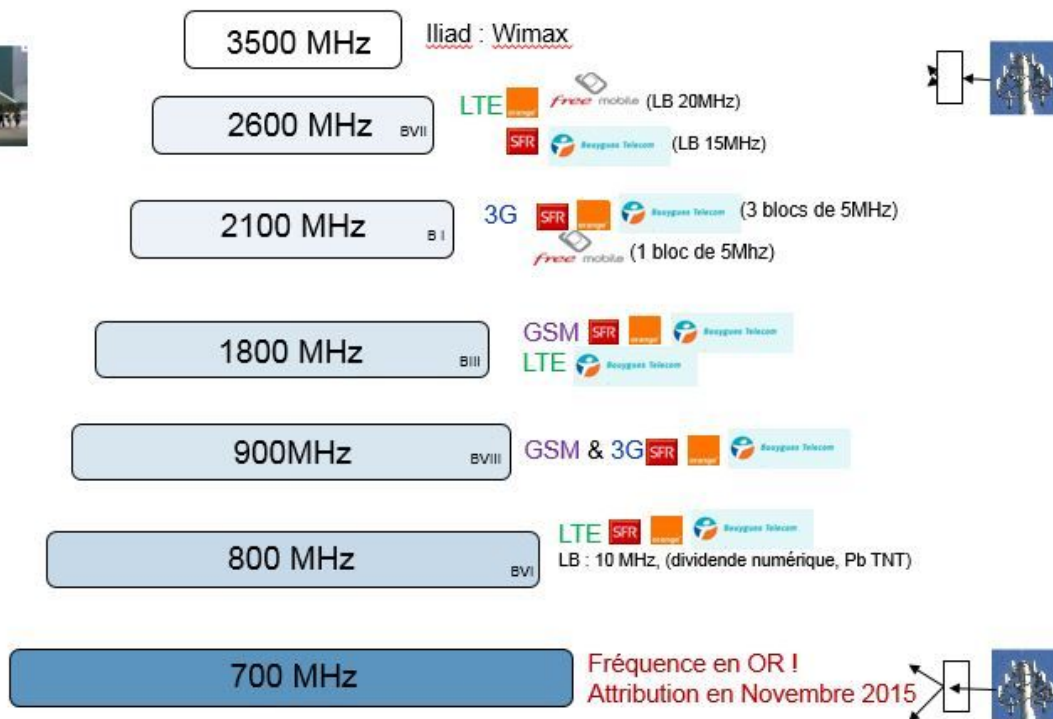 3500 MHz
Iliad : Wimax
2600 MHz BVII
LTE orange free mobile (LB 20MHz)
SFR Bouygues Telecom (LB 15MHz)
2100 MHz B I
3G SFR orange Bouygues Telecom (3 blocs de 5MHz)
free mobile (1 bloc de 5Mhz)
1800 MHz BIII
GSM SFR orange Bouygues Telecom
LTE Bouygues Telecom
900MHz BVIII
GSM & 3G SFR orange Bouygues Telecom
800 MHz BVI
LTE SFR orange Bouygues Telecom
LB : 10 MHz, (dividende numérique, Pb TNT)
700 MHz
Fréquence en OR !
Attribution en Novembre 2015